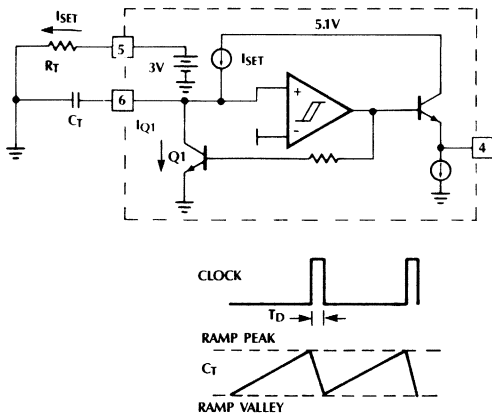 ISET
5
5.1V
RT
3V
ISET
6
CT
IQ1
+
-
Q1
4
CLOCK
TD
RAMP PEAK
CT
RAMP VALLEY